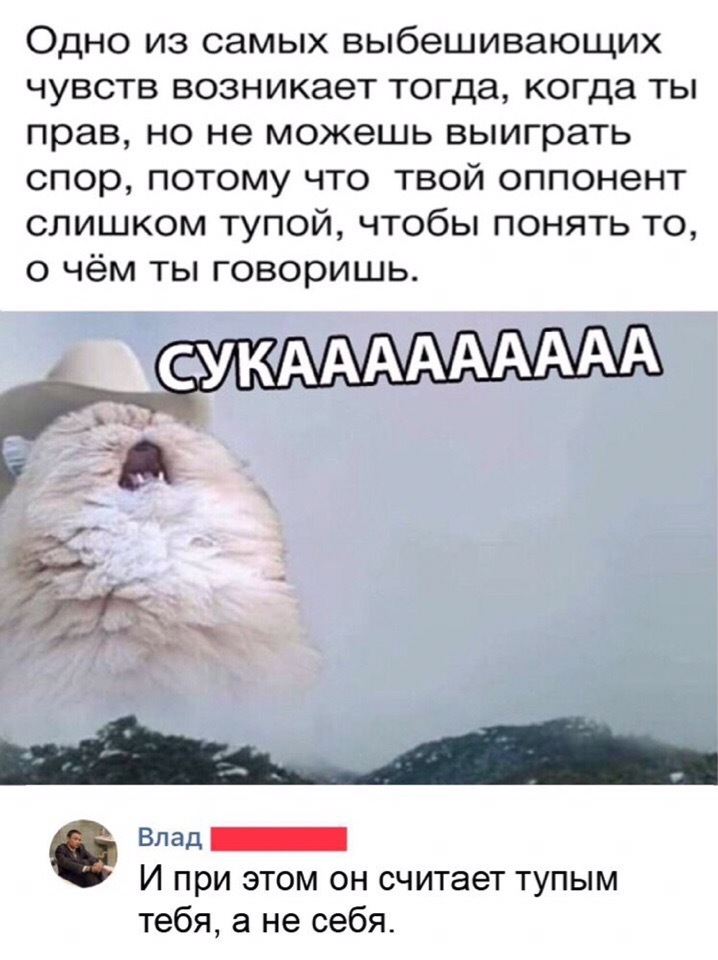 Одно из самых выбешивающих
чувств возникает тогда, когда ты
прав, но не можешь выиграть
спор, потому что твой оппонент
слишком тупой, чтобы понять то,
о чём ты говоришь.
СУКАААААААААА
Влад
И при этом он считает тупым
тебя, а не себя.